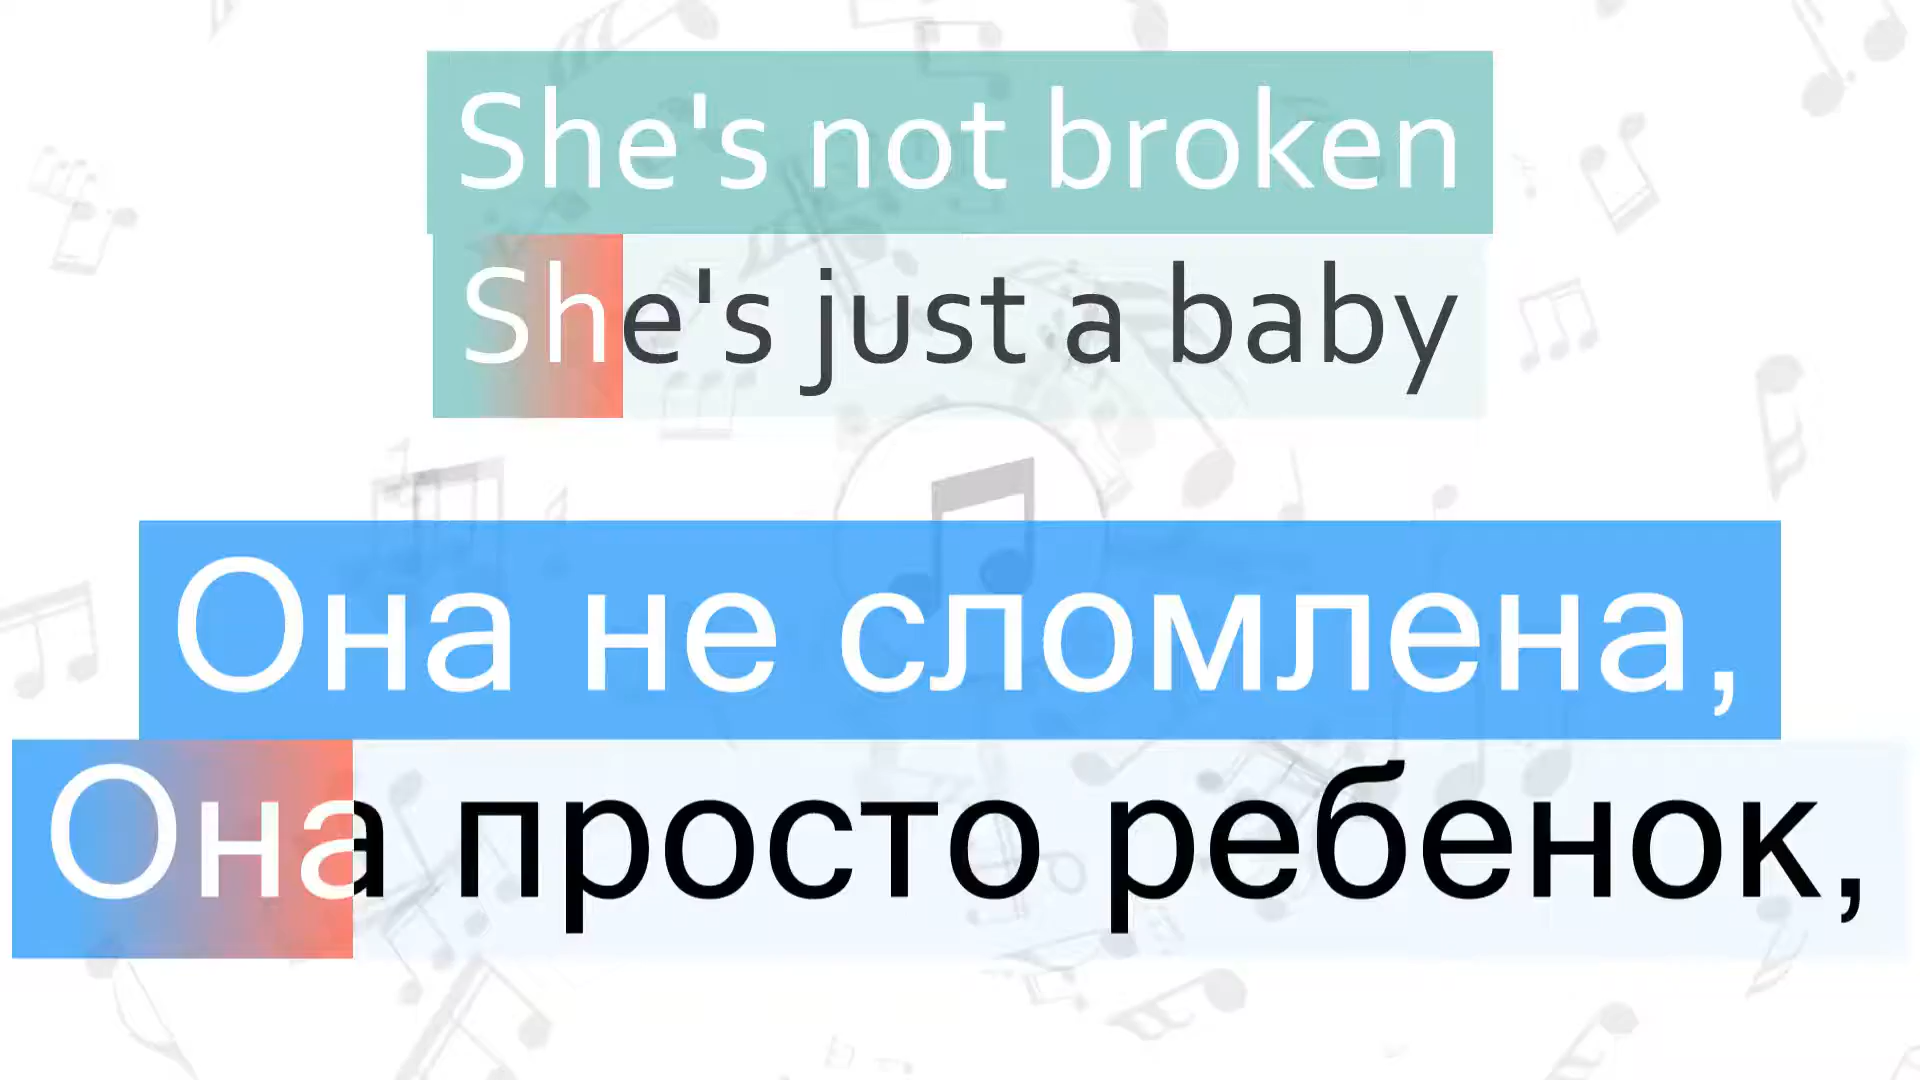 She's not broken
She's just a baby
Она не сломлена,
Она просто ребенок,